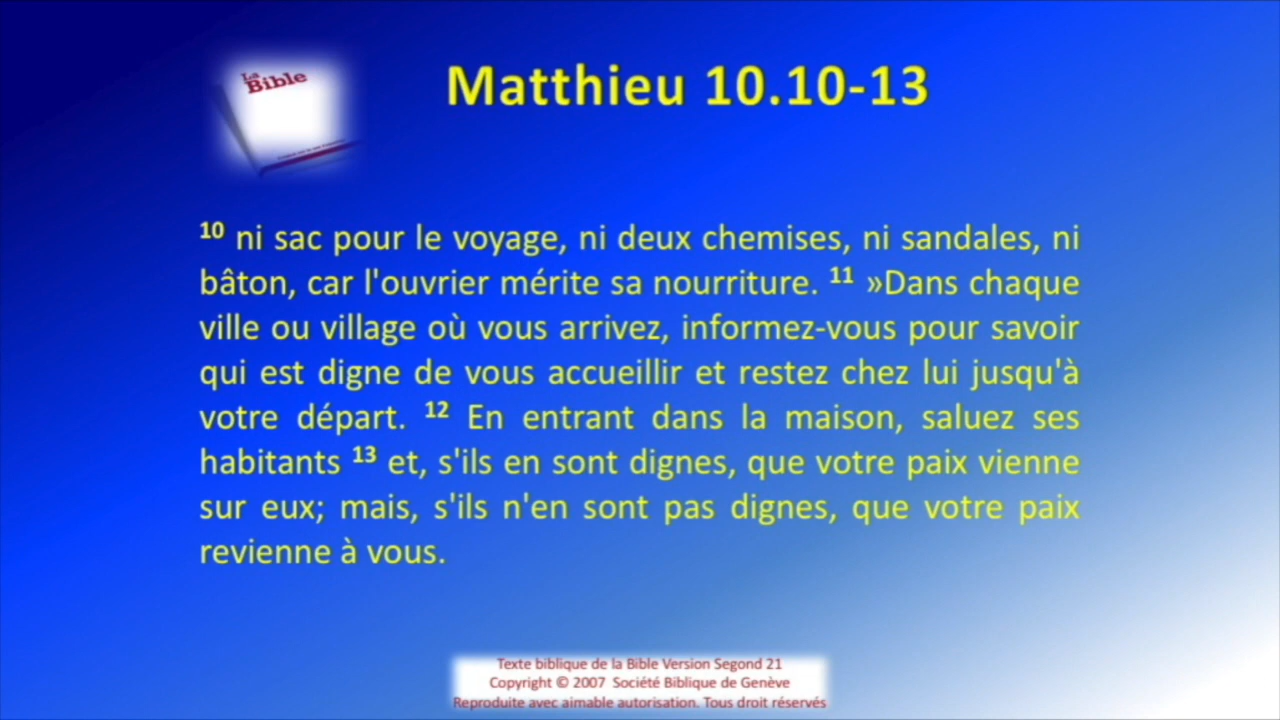 La
Bible
Matthieu 10.10-13
10 ni sac pour le voyage, ni deux chemises, ni sandales, ni
bâton, car l'ouvrier mérite sa nourriture. 11 »Dans chaque
ville ou village où vous arrivez, informez-vous pour savoir
qui est digne de vous accueillir et restez chez lui jusqu'à
votre départ. 12 En entrant dans la maison, saluez ses
habitants 13 et, s'ils en sont dignes, que votre paix vienne
sur eux; mais, s'ils n'en sont pas dignes, que votre paix
revienne à vous.
Texte biblique de la Bible Version Segond 21
Copyright © 2007 Société Biblique de Genève
Reproduite avec aimable autorisation. Tous droit réservés